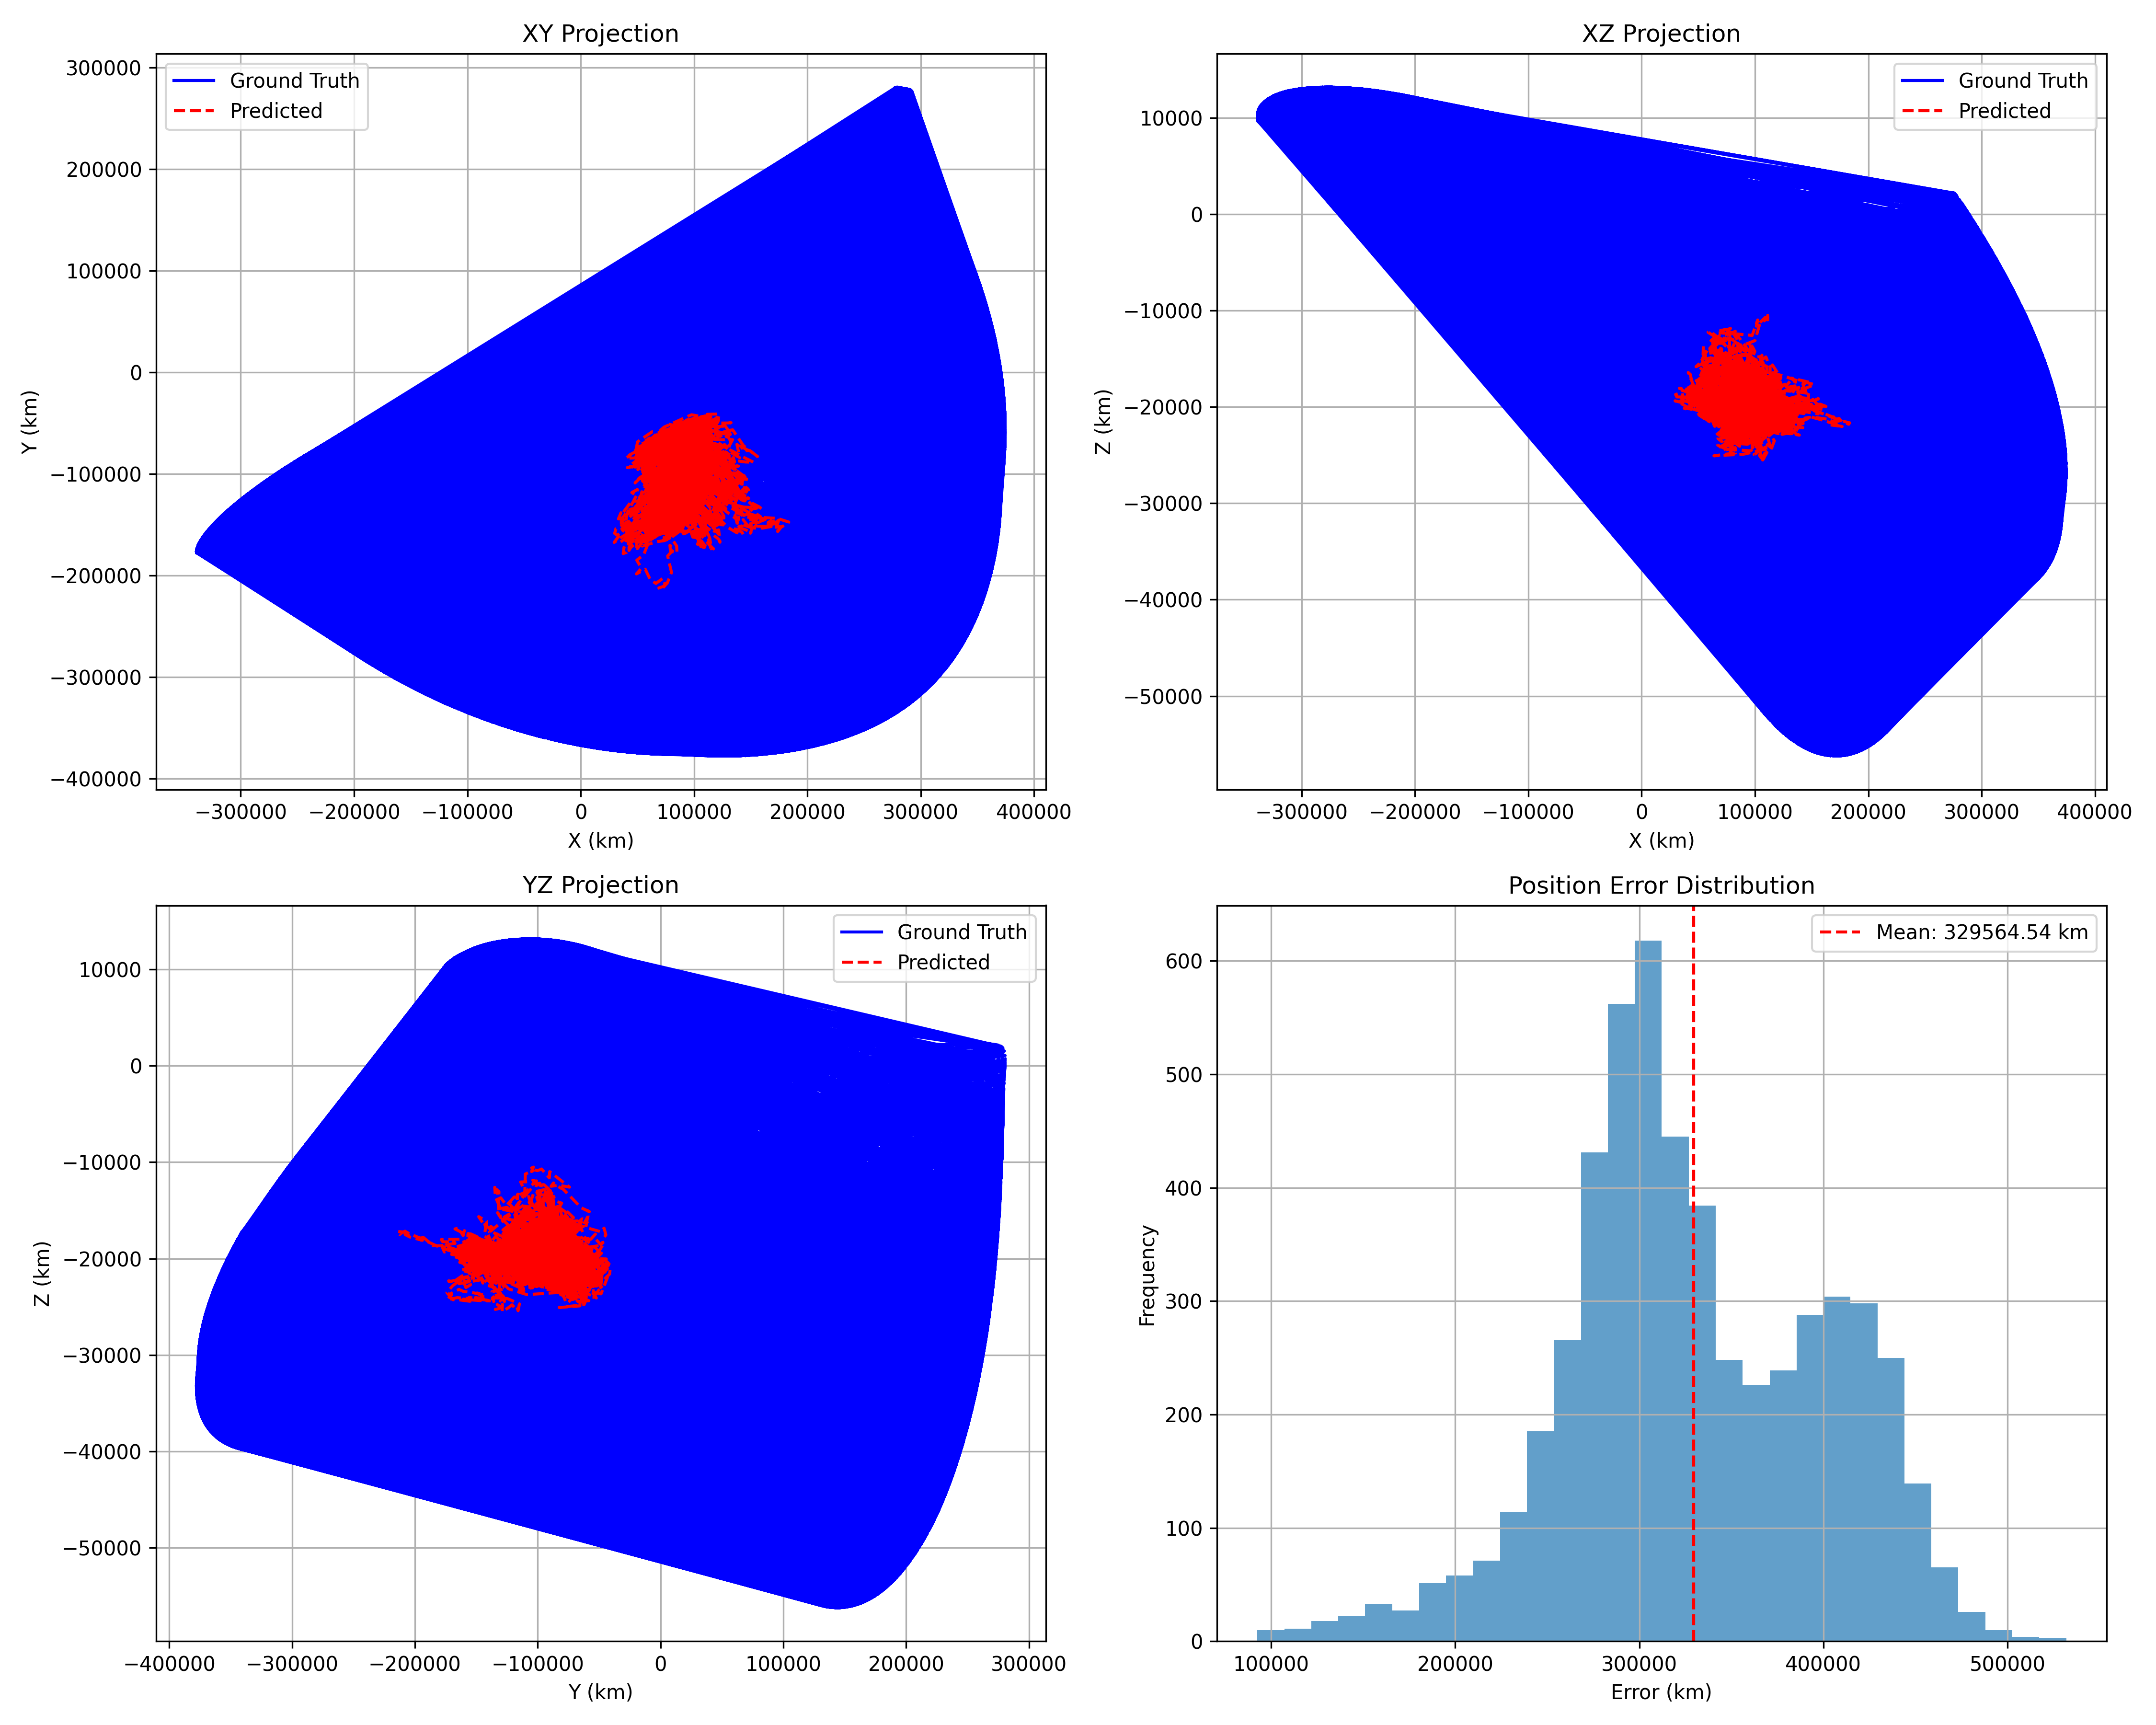 XY Projection
300000
200000
100000
0
−100000
−200000
−300000
−400000
Y (km)
Ground Truth
Predicted
−300000 −200000 −100000 0 100000 200000 300000 400000
X (km)
XZ Projection
10000
0
−10000
−20000
−30000
−40000
−50000
Z (km)
Ground Truth
Predicted
−300000 −200000 −100000 0 100000 200000 300000 400000
X (km)
YZ Projection
10000
0
−10000
−20000
−30000
−40000
−50000
Z (km)
Ground Truth
Predicted
−400000 −300000 −200000 −100000 0 100000 200000 300000
Y (km)
Position Error Distribution
600
500
400
300
200
100
0
Frequency
Mean: 329564.54 km
100000 200000 300000 400000 500000
Error (km)